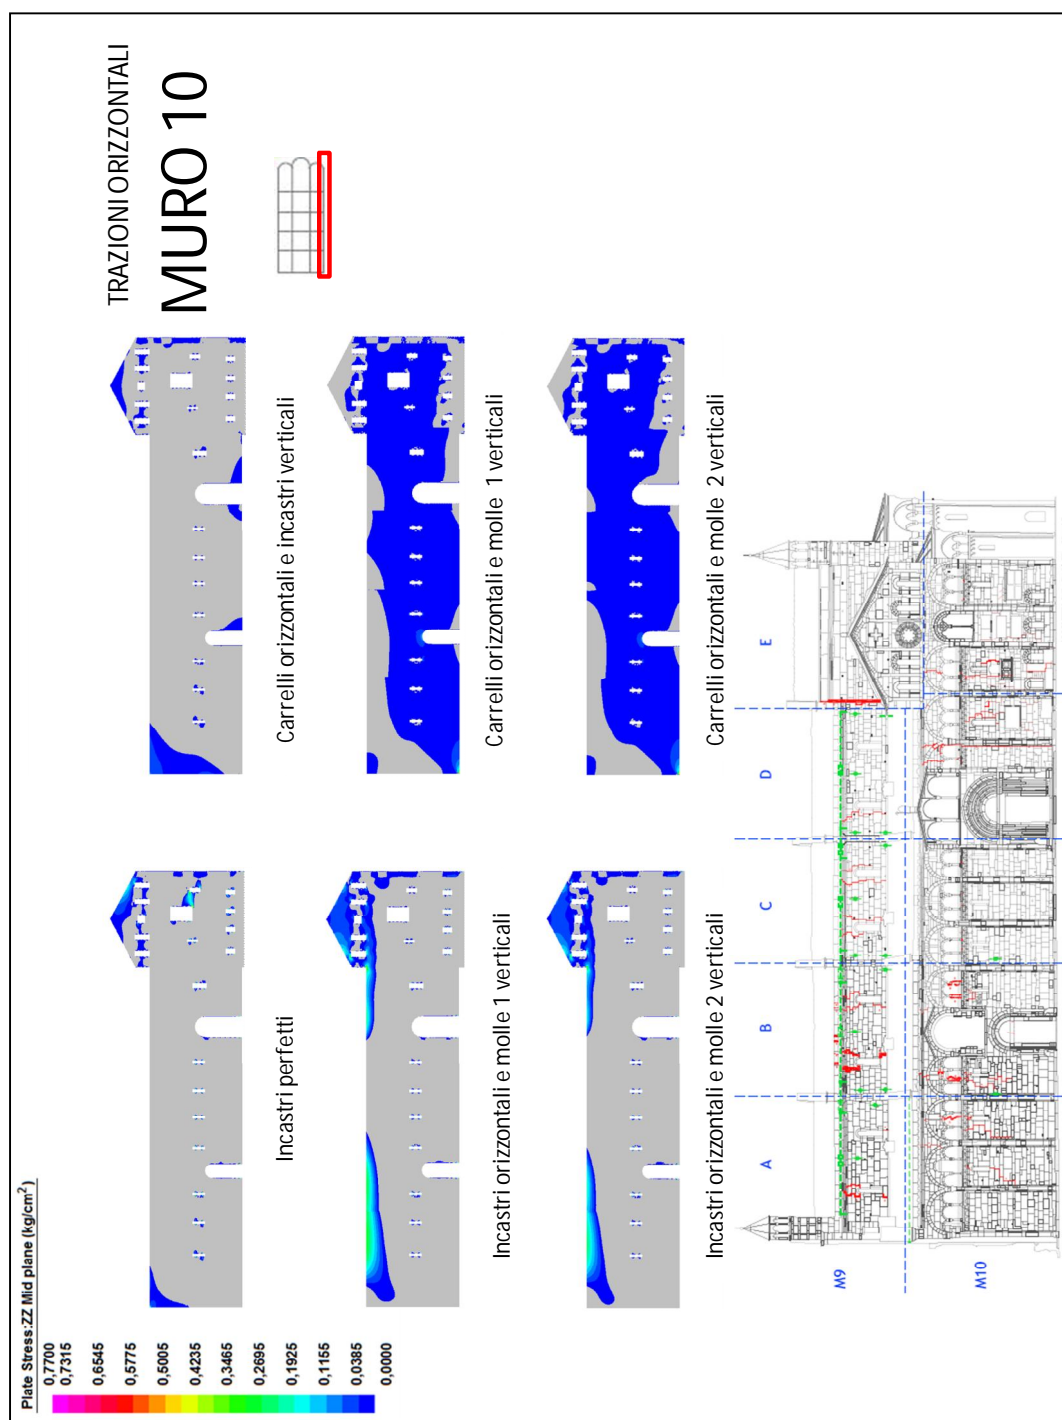 TRAZIONI ORIZZONTALI
MURO 10
Plate Stress:ZZ Mid plane (kg/cm²)
0,7700
0,7315
0,6545
0,5775
0,5005
0,4235
0,3465
0,2695
0,1925
0,1155
0,0385
0,0000
Incastri perfetti
Carrelli orizzontali e incastri verticali
Incastri orizzontali e molle 1 verticali
Carrelli orizzontali e molle 1 verticali
Incastri orizzontali e molle 2 verticali
Carrelli orizzontali e molle 2 verticali
A
B
C
D
E
M9
M10